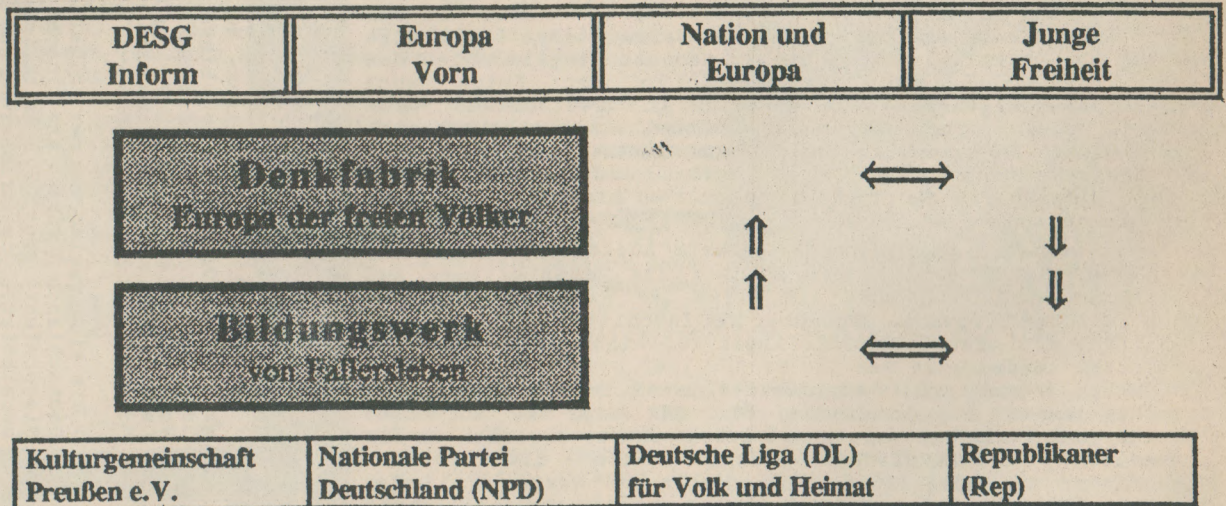 DESG
Inform
Europa
Vorn
Nation und
Europa
Junge
Freiheit
Denkfabrik
Europa der freien Völker
Bildungswerk
von Fallersleben
Kulturgemeinschaft
Preußen e.V.
Nationale Partei
Deutschland (NPD)
Deutsche Liga (DL)
für Volk und Heimat
Republikaner
(Rep)